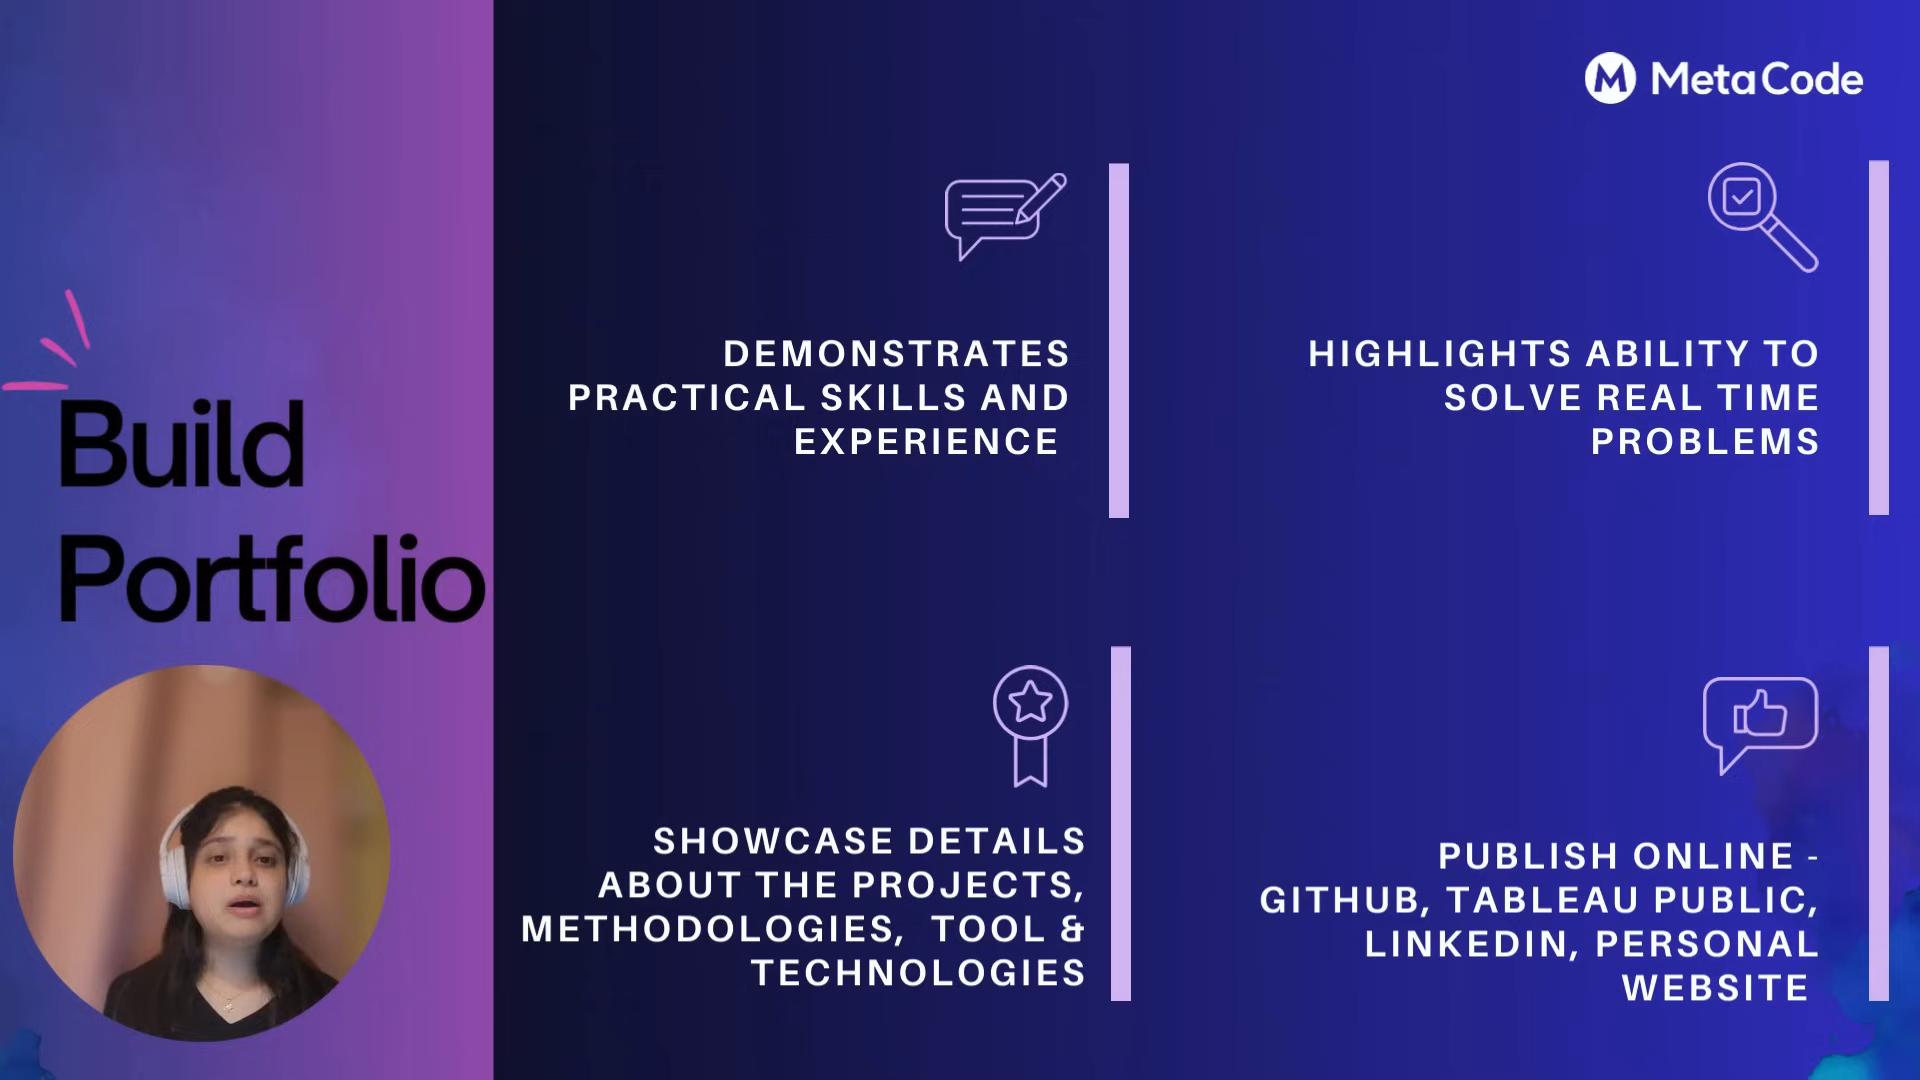 M MetaCode
Build
Portfolio
DEMONSTRATES
PRACTICAL SKILLS AND
EXPERIENCE
HIGHLIGHTS ABILITY TO
SOLVE REAL TIME
PROBLEMS
SHOWCASE DETAILS
ABOUT THE PROJECTS,
METHODOLOGIES, TOOL &
TECHNOLOGIES
PUBLISH ONLINE -
GITHUB, TABLEAU PUBLIC,
LINKEDIN, PERSONAL
WEBSITE